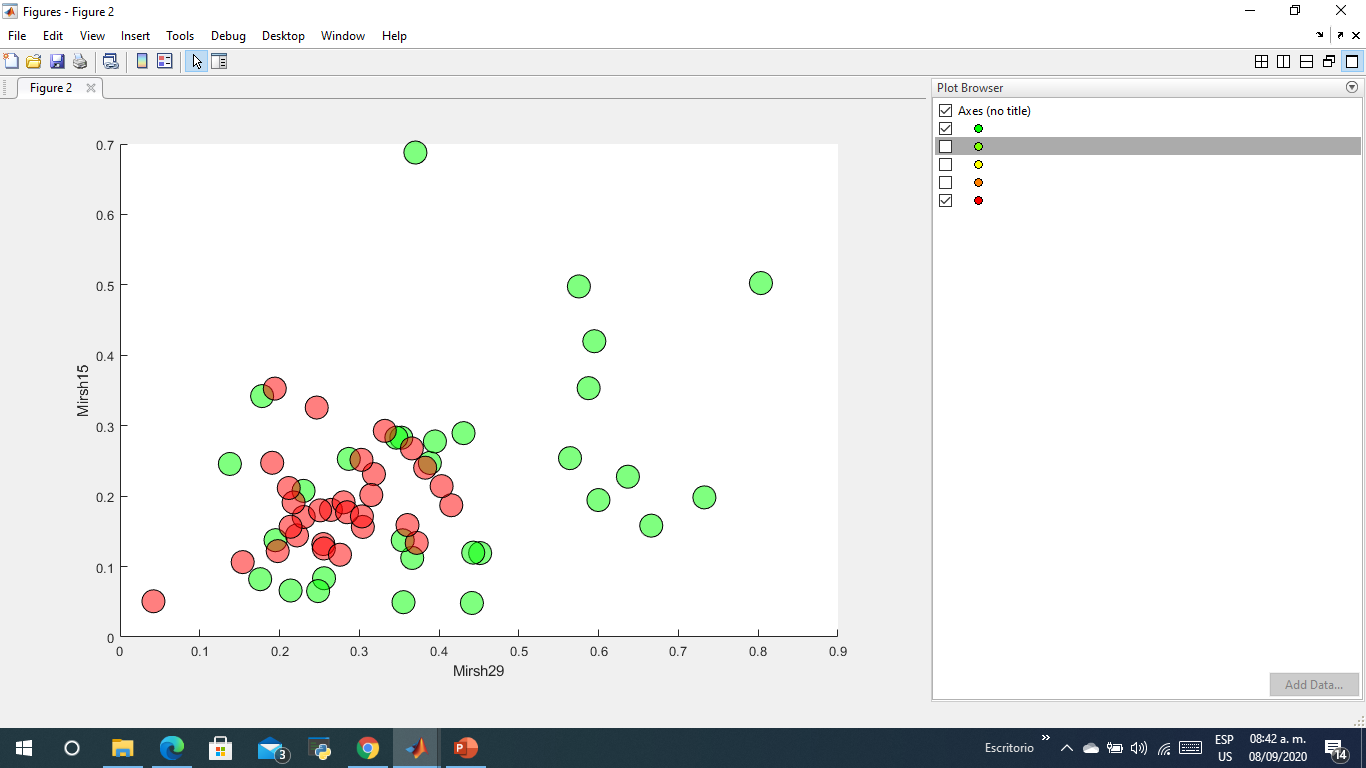 Figures - Figure 2
File Edit View Insert Tools Debug Desktop Window Help
Figure 2
Plot Browser
Axes (no title)
0.7
0.6
0.5
0.4
0.3
0.2
0.1
0
Mirsh15
0 0.1 0.2 0.3 0.4 0.5 0.6 0.7 0.8 0.9
Mirsh29
Add Data...
3
P
Escritorio
»
ESP
US
08:42 a. m.
08/09/2020
14